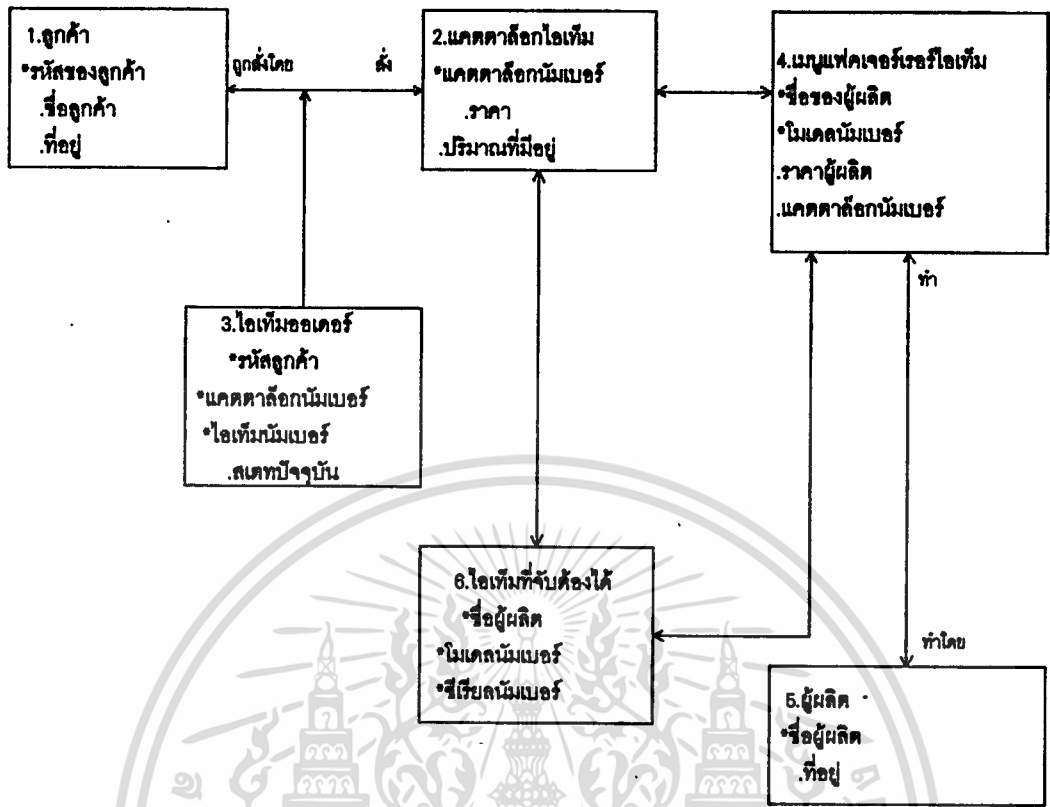 1.ลูกค้า
*รหัสของลูกค้า
.ชื่อลูกค้า
.ที่อยู่
ถูกสั่งโดย
สั่ง
2.แคตตาล็อกไอเท็ม
*แคตตาล็อกนัมเบอร์
.ราคา
.ปริมาณที่มีอยู่
4.เมนูแฟคเจอร์เรอร์ไอเท็ม
*ชื่อของผู้ผลิต
*โมเดลนัมเบอร์
.ราคาผู้ผลิต
.แคตตาล็อกนัมเบอร์
3.ไอเท็มออเดอร์
*รหัสลูกค้า
*แคตตาล็อกนัมเบอร์
*ไอเท็มนัมเบอร์
.สเตทปัจจุบัน
ทำ
6.ไอเท็มที่จับต้องได้
*ชื่อผู้ผลิต
*โมเดลนัมเบอร์
*ซีเรียลนัมเบอร์
ทำโดย
5.ผู้ผลิต
*ชื่อผู้ผลิต
.ที่อยู่